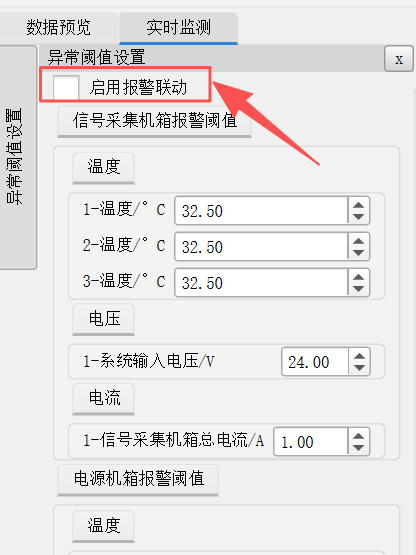 数据预览 实时监测
异常阈值设置 x
启用报警联动
异常阈值设置
信号采集机箱报警阈值
温度
1-温度/° C 32.50
2-温度/° C 32.50
3-温度/° C 32.50
电压
1-系统输入电压/V 24.00
电流
1-信号采集机箱总电流/A 1.00
电源机箱报警阈值
温度